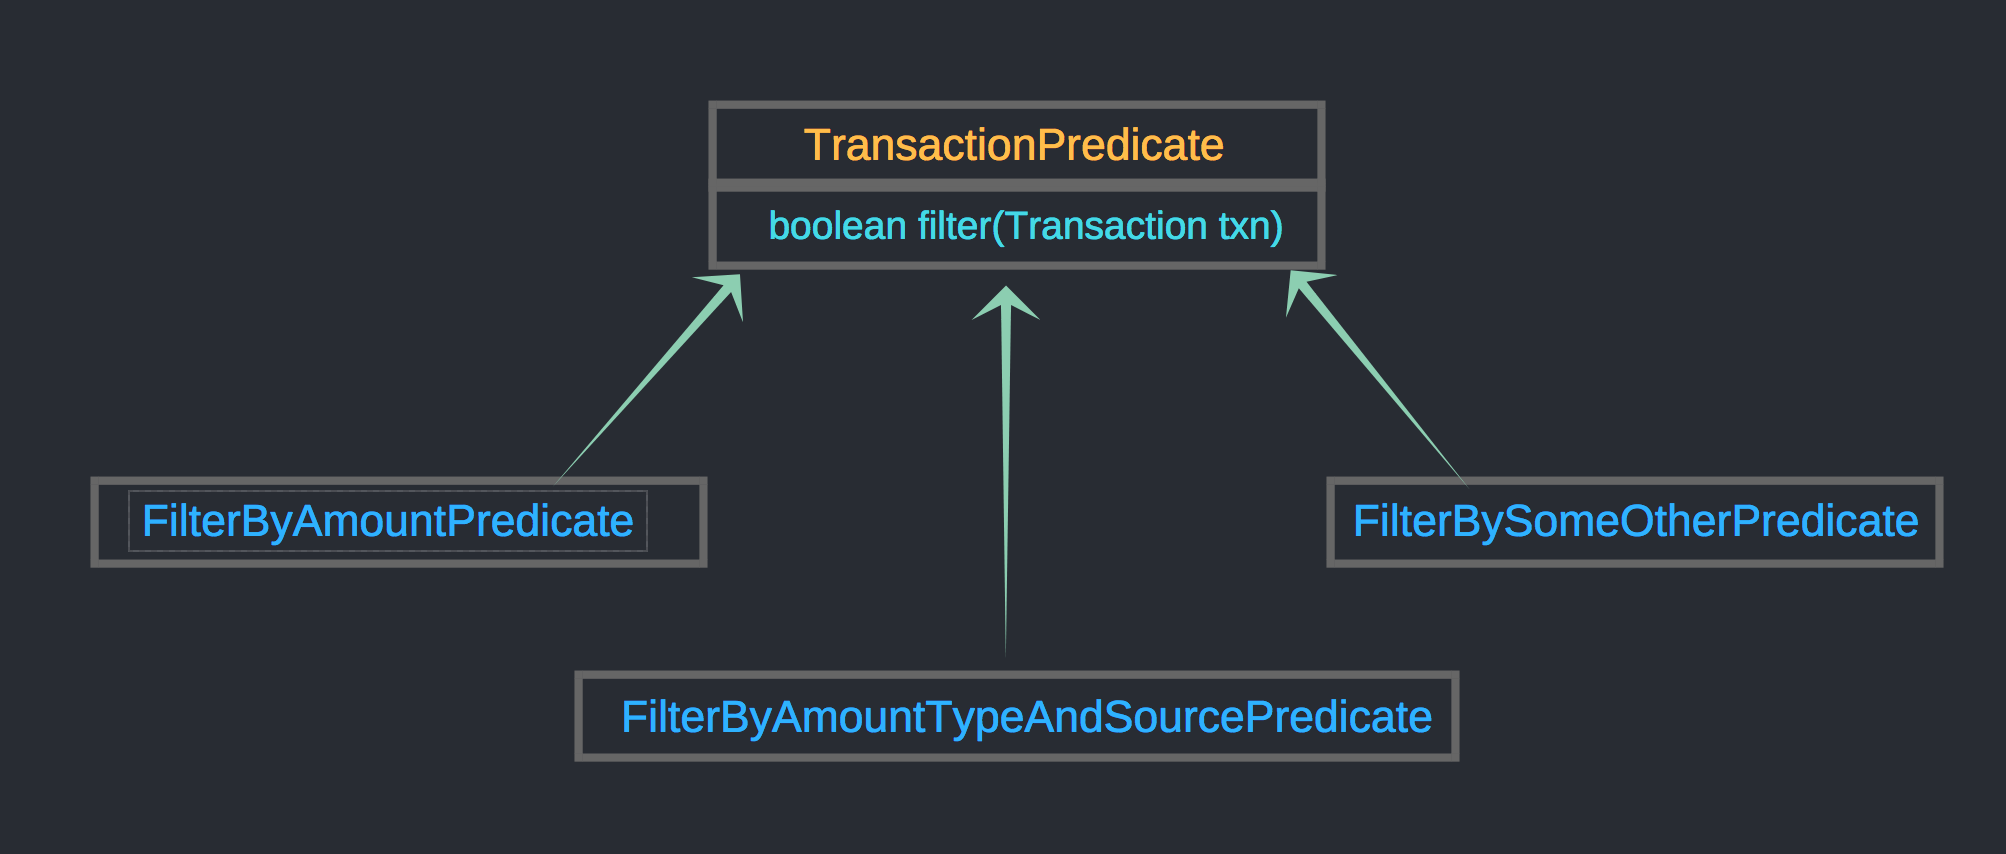 TransactionPredicate
boolean filter(Transaction txn)
FilterByAmountPredicate
FilterBySomeOtherPredicate
FilterByAmountTypeAndSourcePredicate